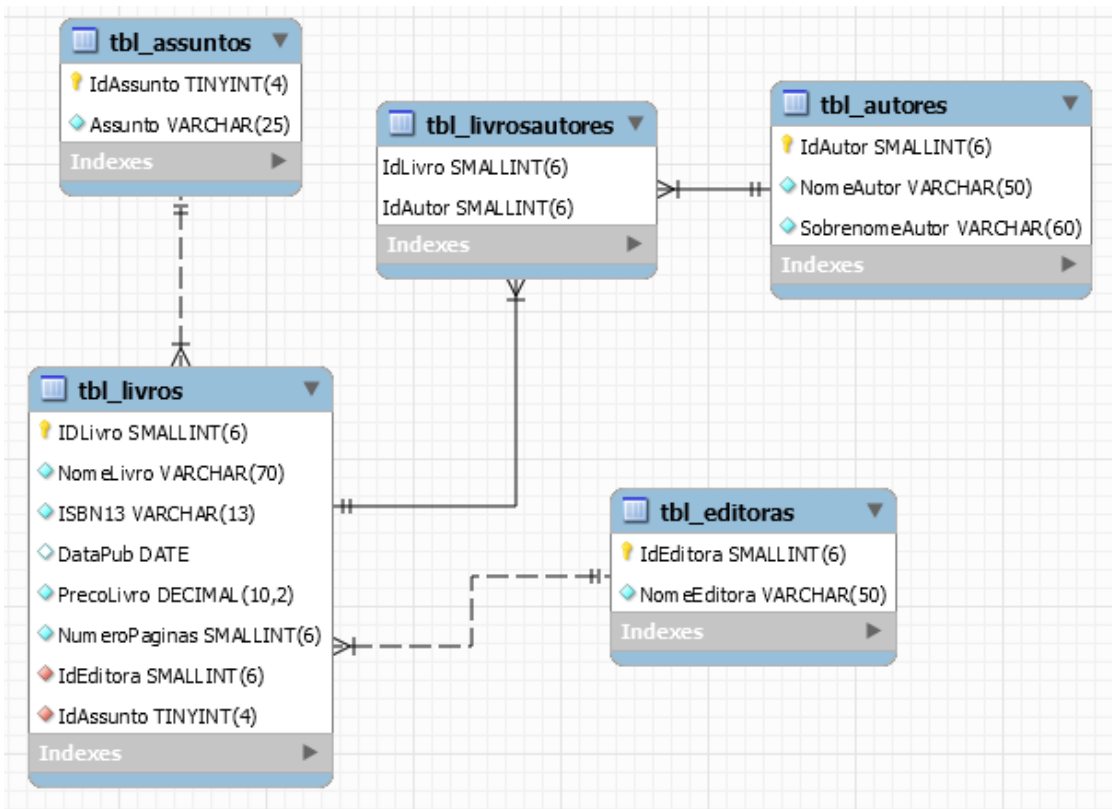 tbl_assuntos
IdAssunto TINYINT(4)
Assunto VARCHAR(25)
Indexes
tbl_livrosautores
IdLivro SMALLINT(6)
IdAutor SMALLINT(6)
Indexes
tbl_autores
IdAutor SMALLINT(6)
NomeAutor VARCHAR(50)
SobrenomeAutor VARCHAR(60)
Indexes
tbl_livros
IDLivro SMALLINT(6)
NomeLivro VARCHAR(70)
ISBN13 VARCHAR(13)
DataPub DATE
PrecoLivro DECIMAL(10,2)
NumeroPaginas SMALLINT(6)
IdEditora SMALLINT(6)
IdAssunto TINYINT(4)
Indexes
tbl_editoras
IdEditora SMALLINT(6)
NomeEditora VARCHAR(50)
Indexes